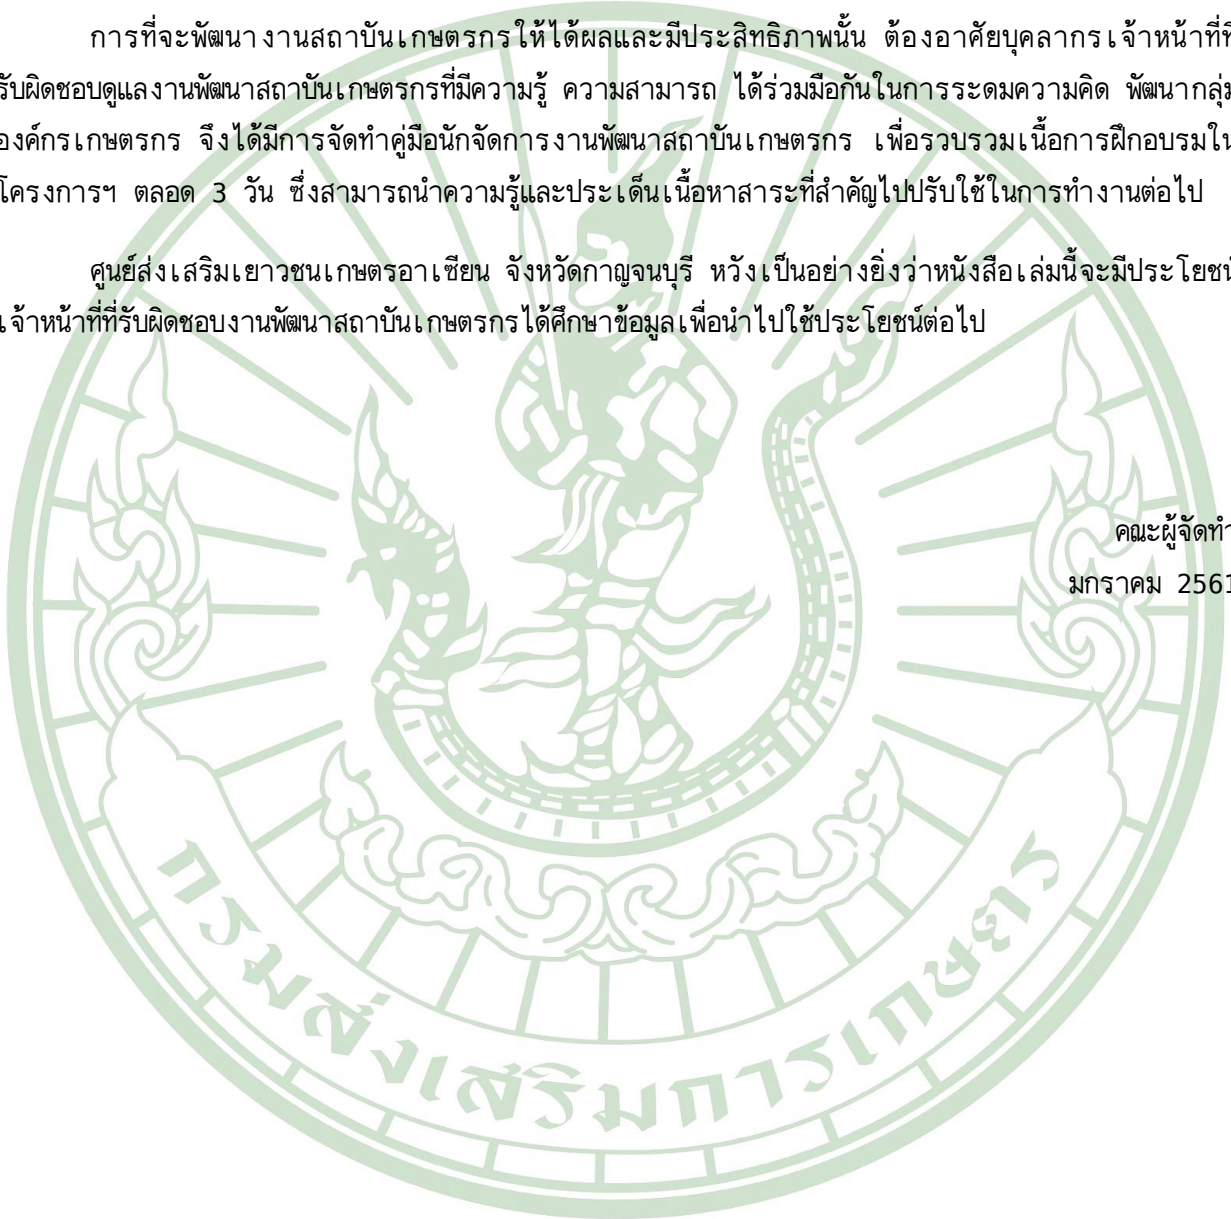 การที่จะพัฒนางานสถาบันเกษตรกรให้ได้ผลและมีประสิทธิภาพนั้น ต้องอาศัยบุคลากรเจ้าหน้าที่ที
รับผิดชอบดูแลงานพัฒนาสถาบันเกษตรกรที่มีความรู้ ความสามารถ ได้ร่วมมือกันในการระดมความคิด พัฒนากลุ่ม
องค์กรเกษตรกร จึงได้มีการจัดทำคู่มือนักจัดการงานพัฒนาสถาบันเกษตรกร เพื่อรวบรวมเนื้อการฝึกอบรมใน
โครงการฯ ตลอด 3 วัน ซึ่งสามารถนำความรู้และประเด็นเนื้อหาสาระที่สำคัญไปปรับใช้ในการทำงานต่อไป
ศูนย์ส่งเสริมเยาวชนเกษตรอาเซียน จังหวัดกาญจนบุรี หวังเป็นอย่างยิ่งว่าหนังสือเล่มนี้จะมีประโยชน์
เจ้าหน้าที่ที่รับผิดชอบงานพัฒนาสถาบันเกษตรกรได้ศึกษาข้อมูลเพื่อนำไปใช้ประโยชน์ต่อไป
คณะผู้จัดทำ
มกราคม 2561
กรมส่งเสริมการเกษตร